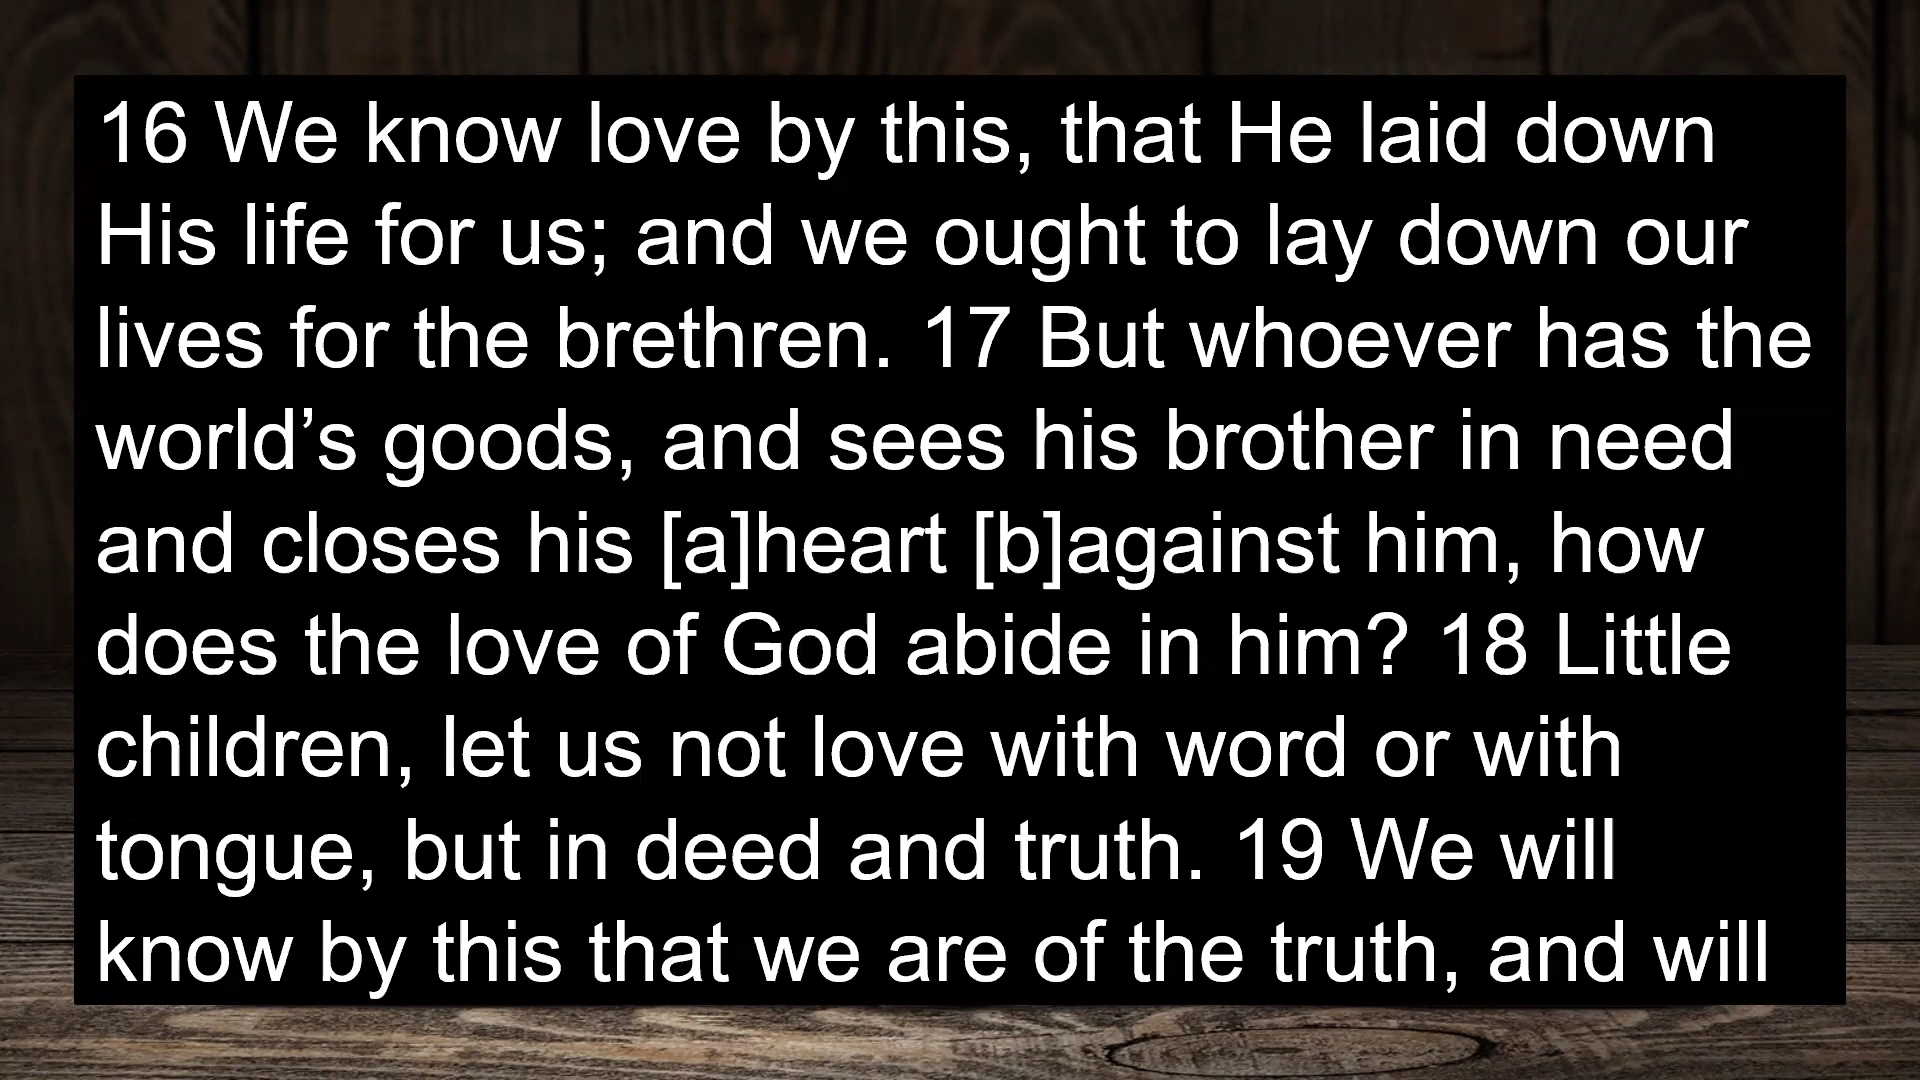 16 We know love by this, that He laid down
His life for us; and we ought to lay down our
lives for the brethren. 17 But whoever has the
world’s goods, and sees his brother in need
and closes his [a]heart [b]against him, how
does the love of God abide in him? 18 Little
children, let us not love with word or with
tongue, but in deed and truth. 19 We will
know by this that we are of the truth, and will